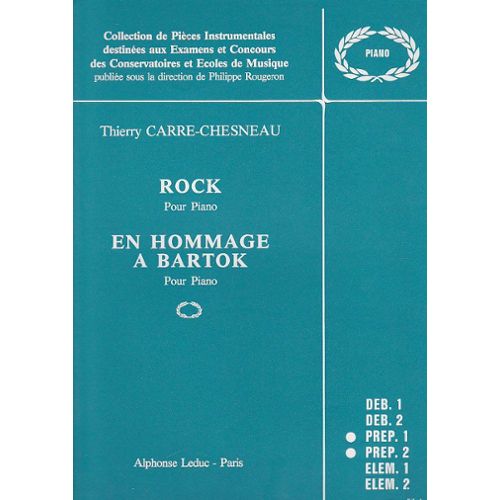 Collection de Pièces Instrumentales
destinées aux Examens et Concours
des Conservatoires et Ecoles de Musique
publiée sous la direction de Philippe Rougeron
PIANO
Thierry CARRE-CHESNEAU
ROCK
Pour Piano
EN HOMMAGE
A BARTOK
Pour Piano
DEB. 1
DEB. 2
PREP. 1
PREP. 2
ELEM. 1
ELEM. 2
Alphonse Leduc - Paris